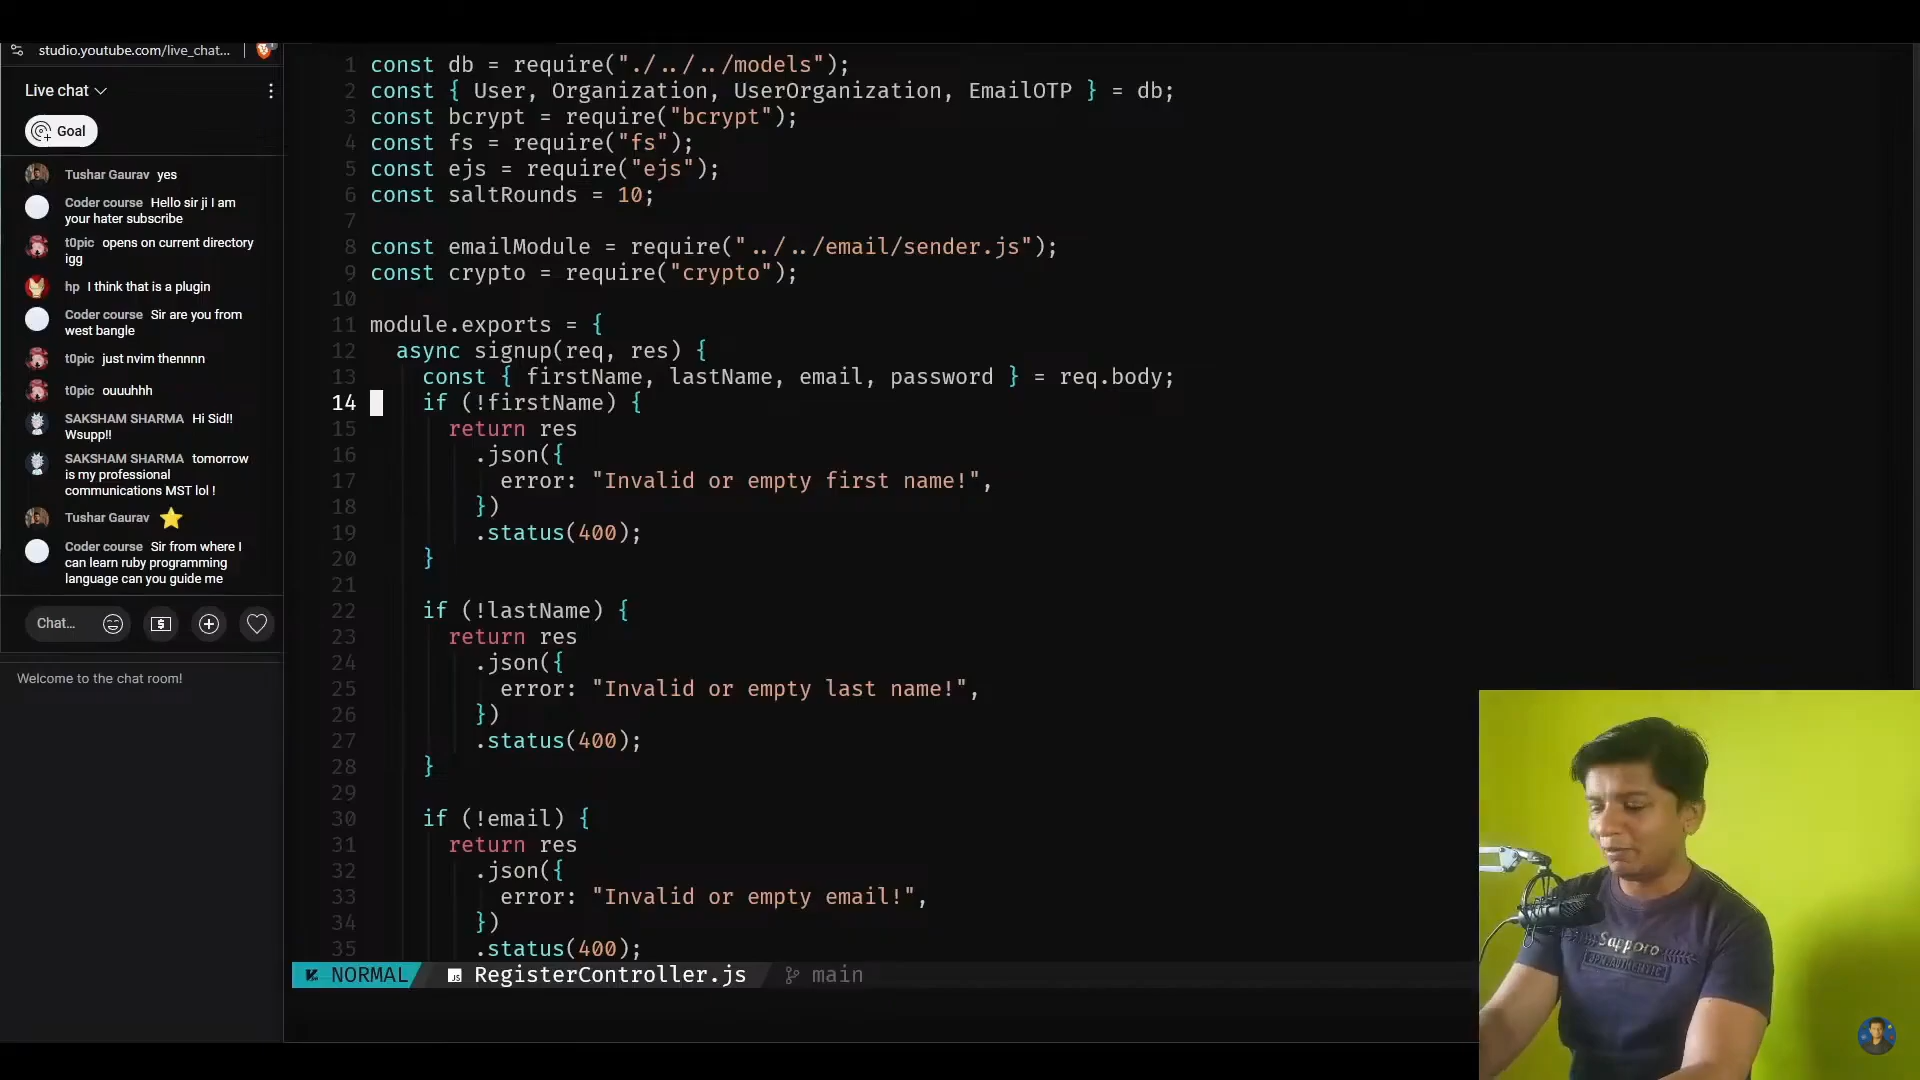 studio.youtube.com/live_chat...
Live chat
Goal
Tushar Gaurav yes
Coder course Hello sir ji I am
your hater subscribe
t0pic opens on current directory
igg
hp I think that is a plugin
Coder course Sir are you from
west bangle
t0pic just nvim thennnn
t0pic ouuuhhh
SAKSHAM SHARMA Hi Sid!!
Wsupp!!
SAKSHAM SHARMA tomorrow
is my professional
communications MST lol !
Tushar Gaurav
Coder course Sir from where I
can learn ruby programming
language can you guide me
Chat...
Welcome to the chat room!
1 const db = require("./../../models");
2 const { User, Organization, UserOrganization, EmailOTP } = db;
3 const bcrypt = require("bcrypt");
4 const fs = require("fs");
5 const ejs = require("ejs");
6 const saltRounds = 10;
7
8 const emailModule = require("../../email/sender.js");
9 const crypto = require("crypto");
10
11 module.exports = {
12 async signup(req, res) {
13 const { firstName, lastName, email, password } = req.body;
14 if (!firstName) {
15 return res
16 .json({
17 error: "Invalid or empty first name!",
18 })
19 .status(400);
20 }
21
22 if (!lastName) {
23 return res
24 .json({
25 error: "Invalid or empty last name!",
26 })
27 .status(400);
28 }
29
30 if (!email) {
31 return res
32 .json({
33 error: "Invalid or empty email!",
34 })
35 .status(400);
NORMAL RegisterController.js main
Sapporo